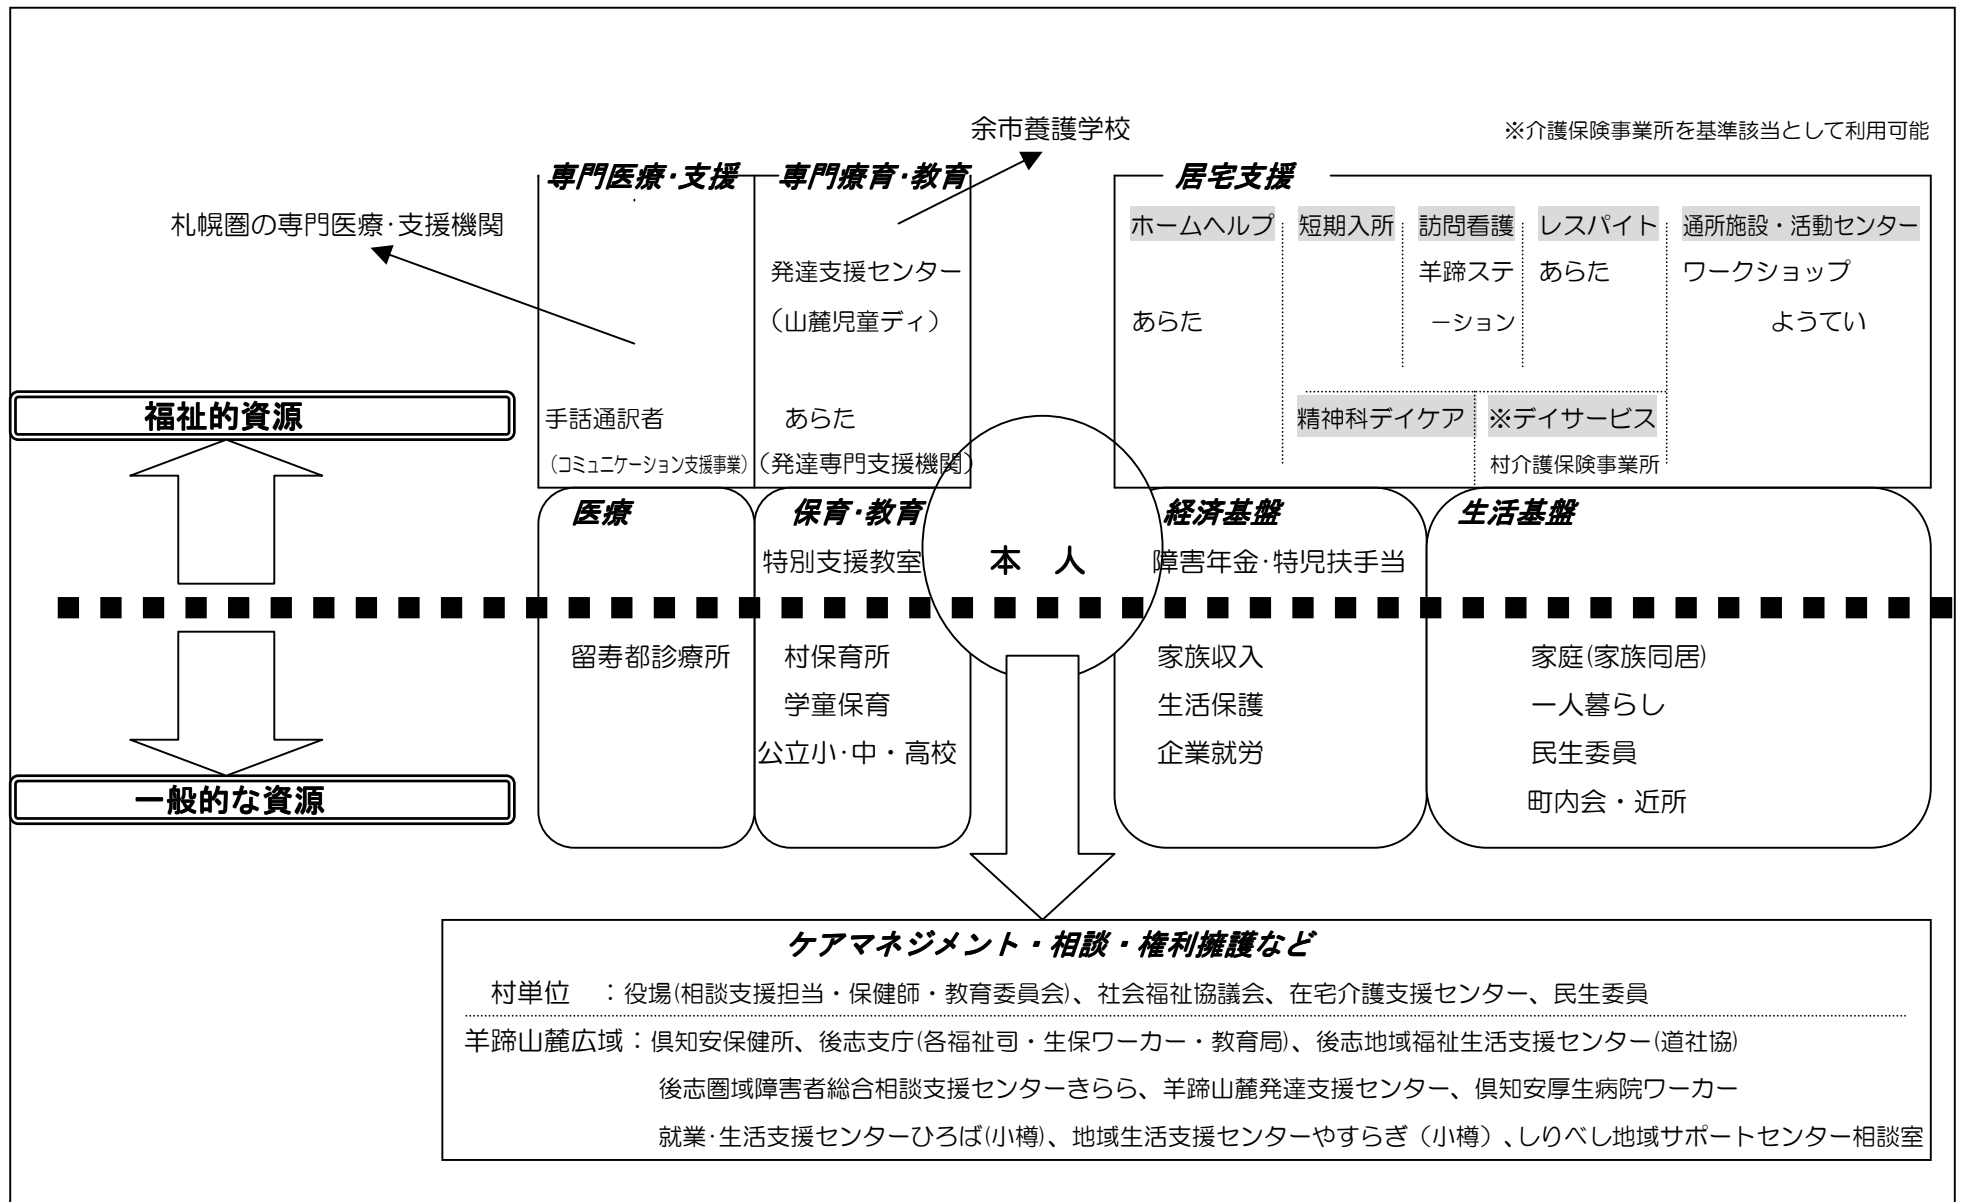 余市養護学校
※介護保険事業所を基準該当として利用可能
専門医療･支援
専門療育･教育
居宅支援
札幌圏の専門医療･支援機関
ホームヘルプ
短期入所
訪問看護
レスパイト
通所施設・活動センター
発達支援センター
羊蹄ステ
あらた
ワークショップ
（山麓児童ディ）
あらた
ーション
ようてい
福祉的資源
手話通訳者
あらた
精神科デイケア
※デイサービス
（コミュニケーション支援事業）
（発達専門支援機関）
村介護保険事業所
医療
保育･教育
経済基盤
生活基盤
特別支援教室
本　人
障害年金･特児扶手当
留寿都診療所
村保育所
家族収入
家庭(家族同居)
学童保育
生活保護
一人暮らし
公立小･中・高校
企業就労
民生委員
一般的な資源
町内会・近所
ケアマネジメント・相談・権利擁護など
村単位　：役場(相談支援担当・保健師・教育委員会)、社会福祉協議会、在宅介護支援センター、民生委員
羊蹄山麓広域：倶知安保健所、後志支庁(各福祉司・生保ワーカー・教育局)、後志地域福祉生活支援センター(道社協)
後志圏域障害者総合相談支援センターきらら、羊蹄山麓発達支援センター、倶知安厚生病院ワーカー
就業･生活支援センターひろば(小樽)、地域生活支援センターやすらぎ（小樽）、しりべし地域サポートセンター相談室